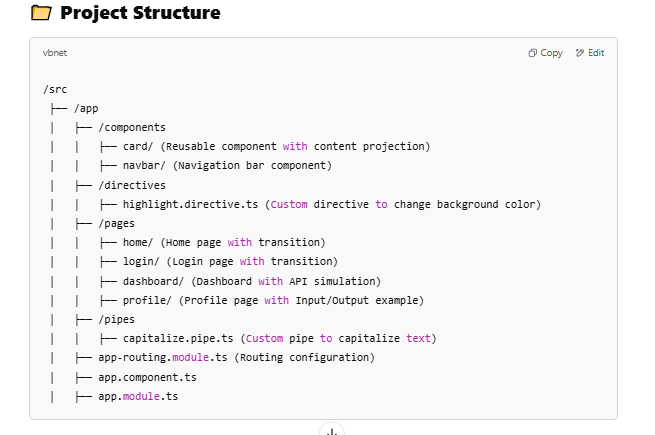 📂 Project Structure
vbnet
Copy
Edit
/src
├── /app
│   ├── /components
│   │   ├── card/ (Reusable component with content projection)
│   │   ├── navbar/ (Navigation bar component)
│   ├── /directives
│   │   ├── highlight.directive.ts (Custom directive to change background color)
│   ├── /pages
│   │   ├── home/ (Home page with transition)
│   │   ├── login/ (Login page with transition)
│   │   ├── dashboard/ (Dashboard with API simulation)
│   │   ├── profile/ (Profile page with Input/Output example)
│   ├── /pipes
│   │   ├── capitalize.pipe.ts (Custom pipe to capitalize text)
│   ├── app-routing.module.ts (Routing configuration)
│   ├── app.component.ts
│   ├── app.module.ts